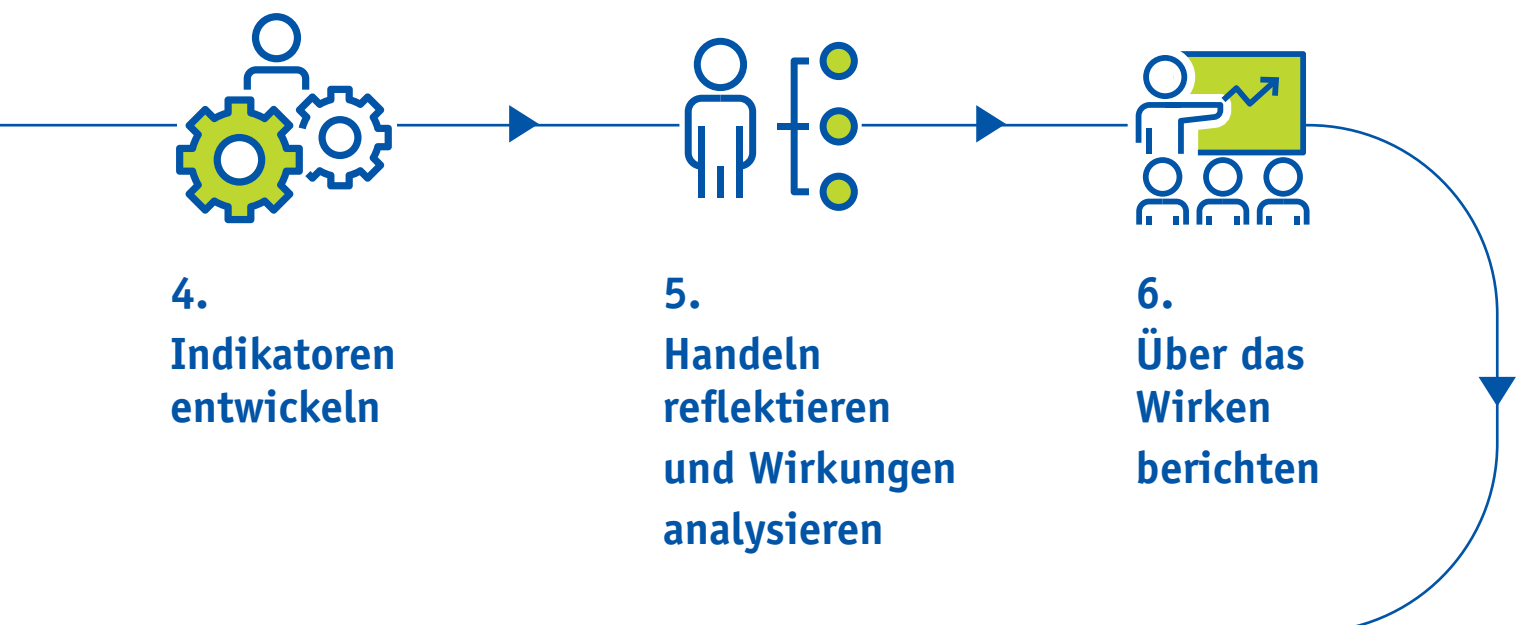 4.
Indikatoren
entwickeln
5.
Handeln
reflektieren
und Wirkungen
analysieren
6.
Über das
Wirken
berichten